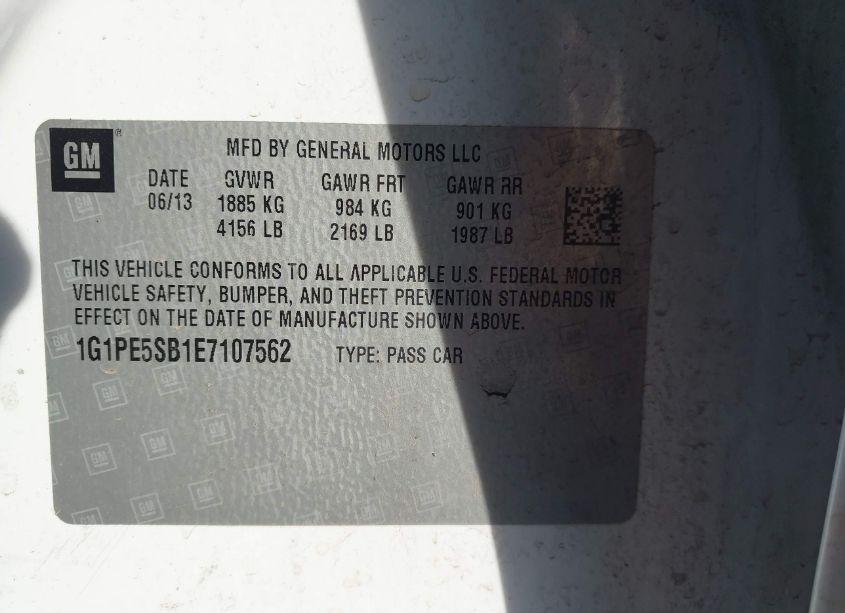 GM
MFD BY GENERAL MOTORS LLC
DATE GVWR GAWR FRT GAWR RR
06/13 1885 KG 984 KG 901 KG
4156 LB 2169 LB 1987 LB
THIS VEHICLE CONFORMS TO ALL APPLICABLE U.S. FEDERAL MOTOR
VEHICLE SAFETY, BUMPER, AND THEFT PREVENTION STANDARDS IN
EFFECT ON THE DATE OF MANUFACTURE SHOWN ABOVE.
1G1PE5SB1E7107562 TYPE: PASS CAR